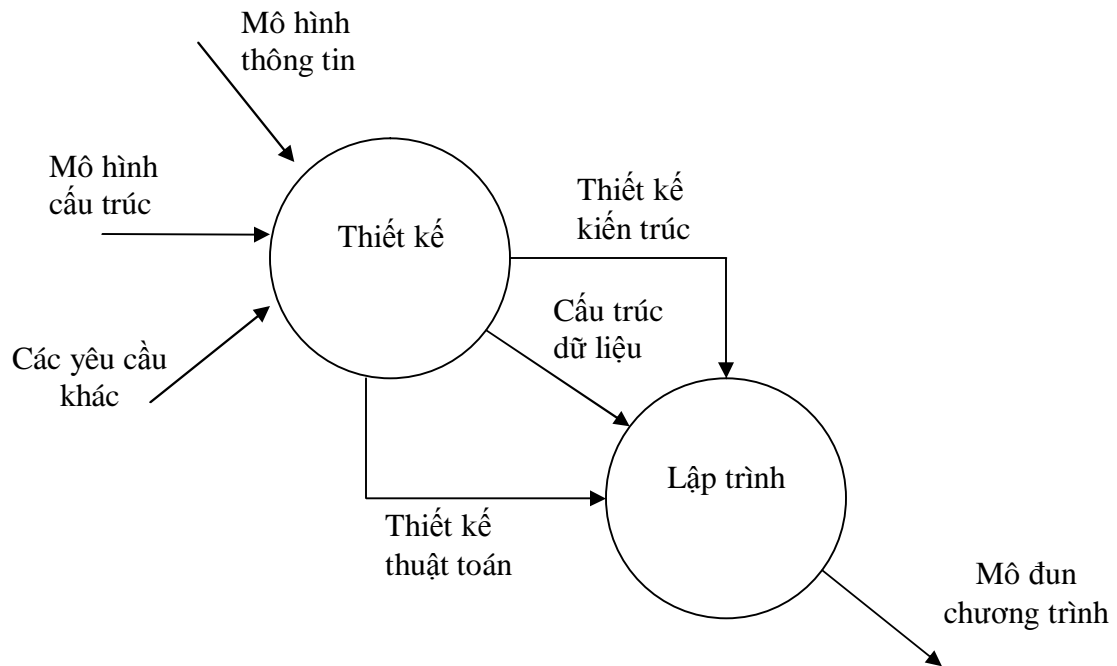 Mô hình
thông tin
Mô hình
cấu trúc
Thiết kế
Thiết kế
kiến trúc
Cấu trúc
dữ liệu
Các yêu cầu
khác
Lập trình
Thiết kế
thuật toán
Mô đun
chương trình